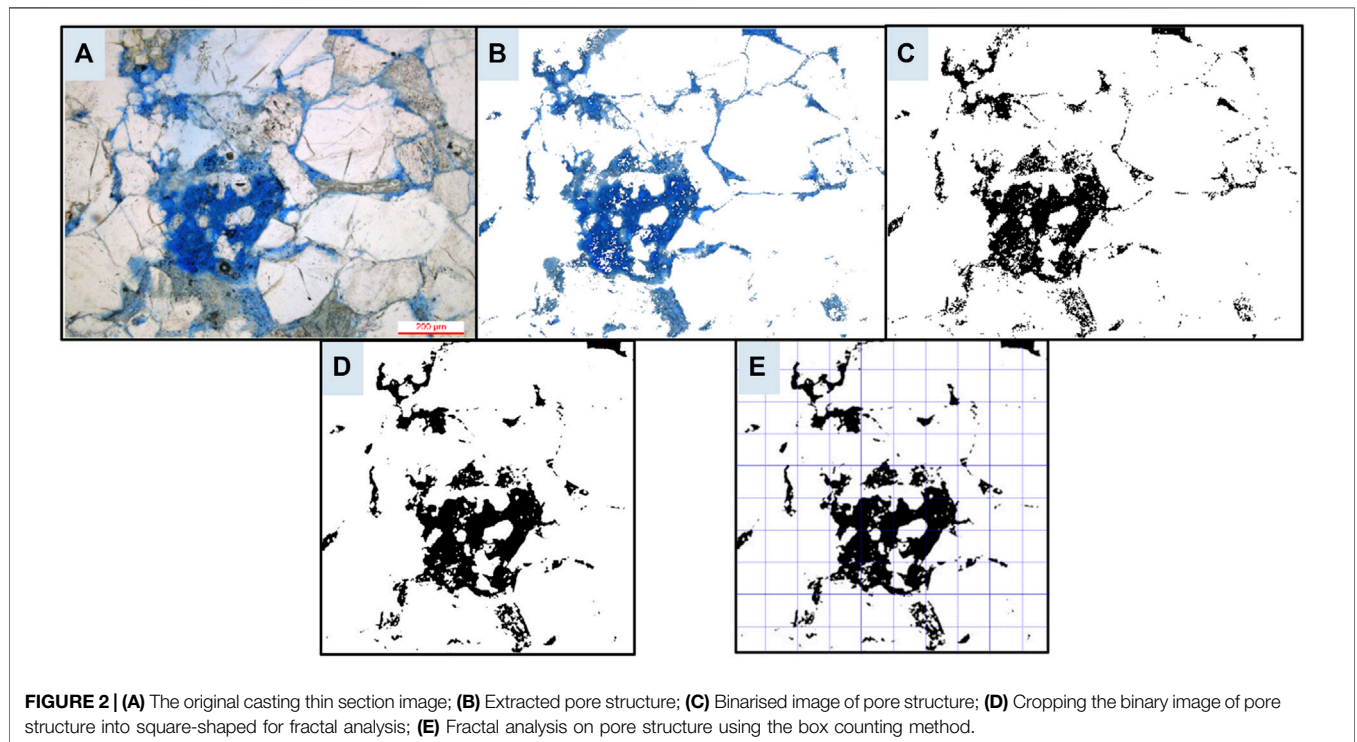 A
B
C
200 µm
D
E
FIGURE 2 | (A) The original casting thin section image; (B) Extracted pore structure; (C) Binarised image of pore structure; (D) Cropping the binary image of pore
structure into square-shaped for fractal analysis; (E) Fractal analysis on pore structure using the box counting method.